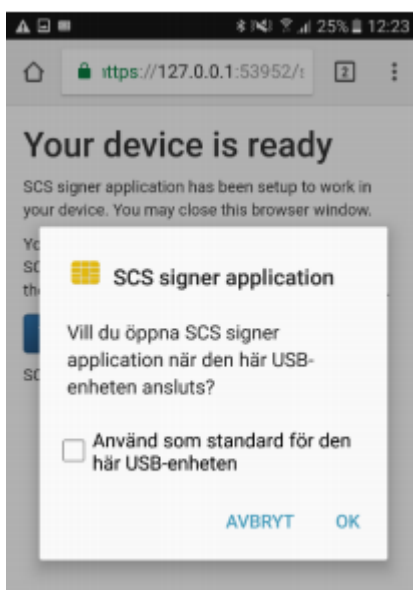 25% 12:23
https://127.0.0.1:53952/s
2
Your device is ready
SCS signer application has been setup to work in
your device. You may close this browser window.
SCS signer application
Vill du öppna SCS signer
application när den här USB-
enheten ansluts?
Använd som standard för den
här USB-enheten
AVBRYT OK